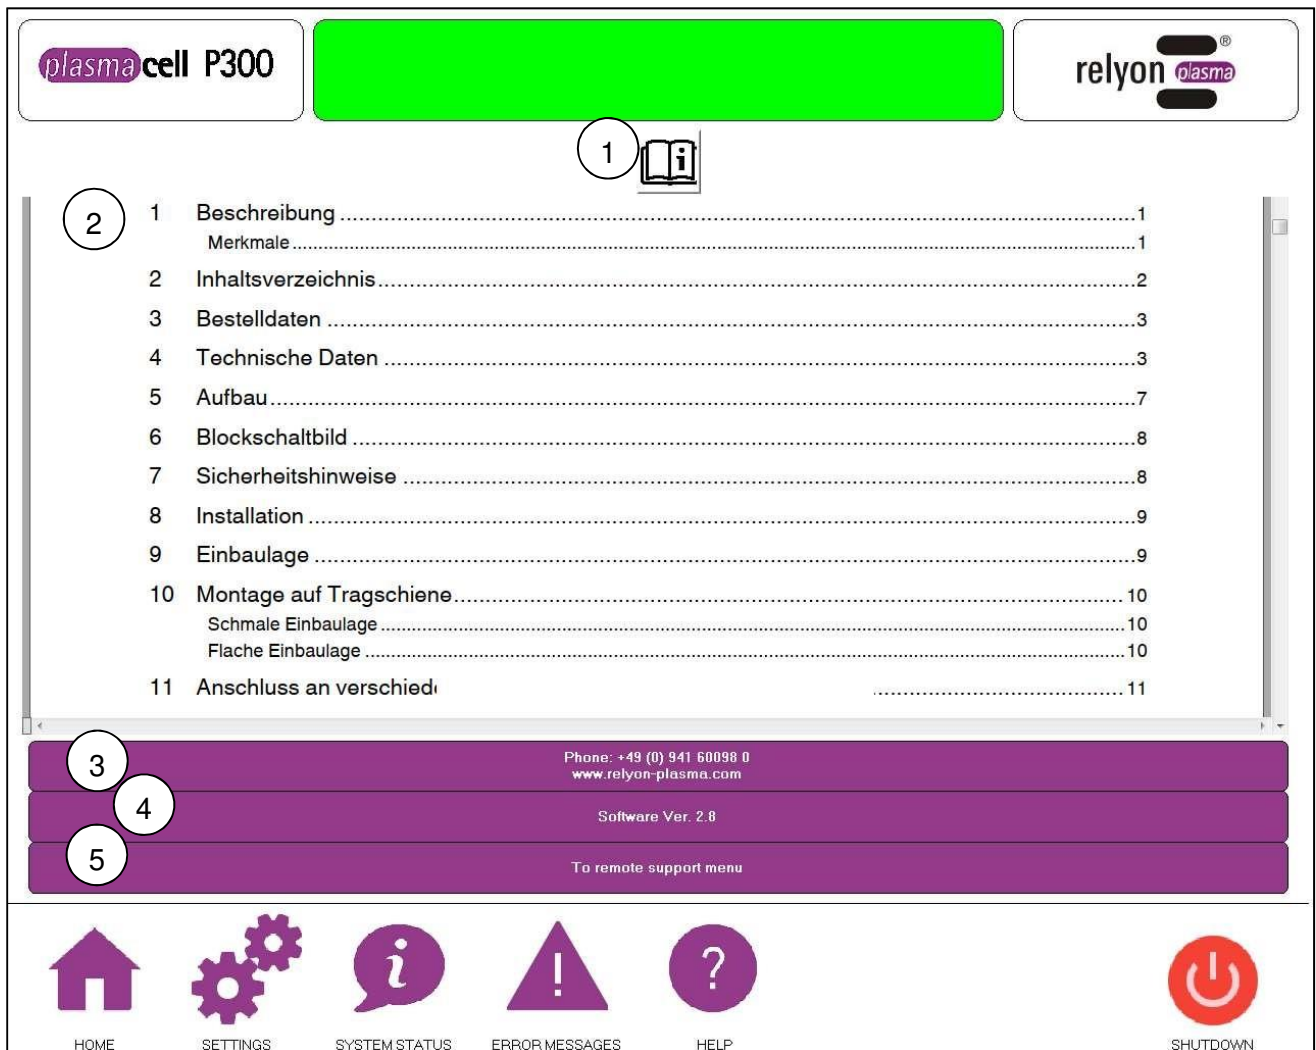 plasma cell P300
relyon plasma ®
1
2
1 Beschreibung ........ 1
Merkmale ........ 1
2 Inhaltsverzeichnis ........ 2
3 Bestelldaten ........ 3
4 Technische Daten ........ 3
5 Aufbau ........ 7
6 Blockschaltbild ........ 8
7 Sicherheitshinweise ........ 8
8 Installation ........ 9
9 Einbaulage ........ 9
10 Montage auf Tragschiene ........ 10
Schmale Einbaulage ........ 10
Flache Einbaulage ........ 10
11 Anschluss an ........ 11
3
Phone: +49 (0) 941 60098 0
www.relyon-plasma.com
4
Software Ver. 2.8
5
To remote support menu
HOME SETTINGS SYSTEM STATUS ERROR MESSAGES HELP SHUTDOWN